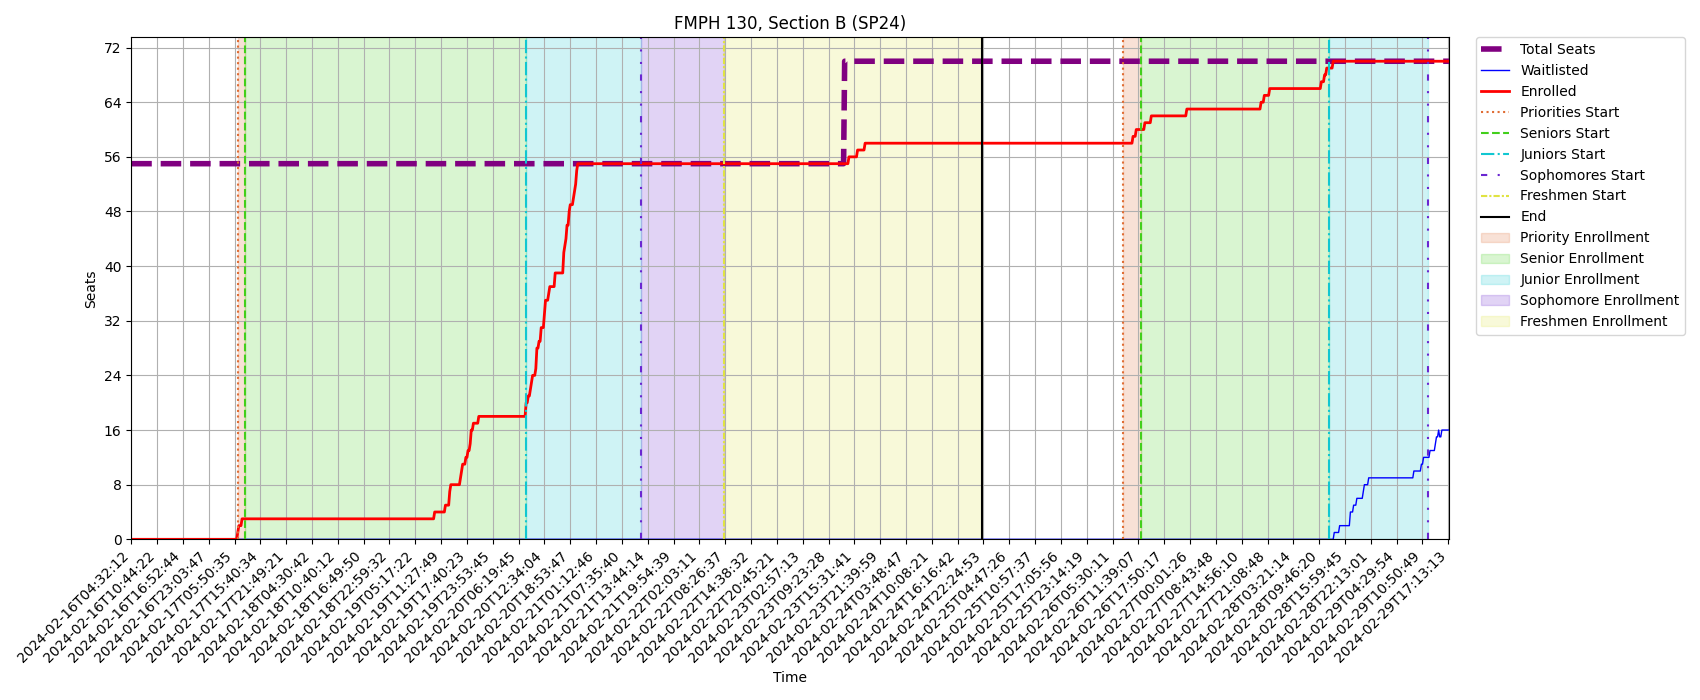 FMPH 130, Section B (SP24)
72
64
56
48
40
32
24
16
8
0
Seats
2024-02-16T04:32:12
2024-02-16T10:44:22
2024-02-16T16:52:44
2024-02-16T23:03:47
2024-02-17T05:50:35
2024-02-17T15:40:34
2024-02-17T21:49:21
2024-02-18T04:30:42
2024-02-18T10:40:12
2024-02-18T16:49:50
2024-02-18T22:59:32
2024-02-19T05:17:22
2024-02-19T11:27:49
2024-02-19T17:40:23
2024-02-19T23:53:45
2024-02-20T06:19:45
2024-02-20T12:34:04
2024-02-20T18:53:47
2024-02-21T01:12:46
2024-02-21T07:35:40
2024-02-21T13:44:14
2024-02-21T19:54:39
2024-02-22T02:03:11
2024-02-22T08:26:37
2024-02-22T14:38:32
2024-02-22T20:45:21
2024-02-23T02:57:13
2024-02-23T09:23:28
2024-02-23T15:31:41
2024-02-23T21:39:59
2024-02-24T03:48:47
2024-02-24T10:08:21
2024-02-24T16:16:42
2024-02-24T22:24:53
2024-02-25T04:47:26
2024-02-25T10:57:37
2024-02-25T17:05:56
2024-02-25T23:14:19
2024-02-26T05:30:11
2024-02-26T11:39:07
2024-02-26T17:50:17
2024-02-27T00:01:26
2024-02-27T08:43:48
2024-02-27T14:56:10
2024-02-27T21:08:48
2024-02-28T03:21:14
2024-02-28T09:46:20
2024-02-28T15:59:45
2024-02-28T22:13:01
2024-02-29T04:29:54
2024-02-29T10:50:49
2024-02-29T17:13:13
Time
Total Seats
Waitlisted
Enrolled
Priorities Start
Seniors Start
Juniors Start
Sophomores Start
Freshmen Start
End
Priority Enrollment
Senior Enrollment
Junior Enrollment
Sophomore Enrollment
Freshmen Enrollment